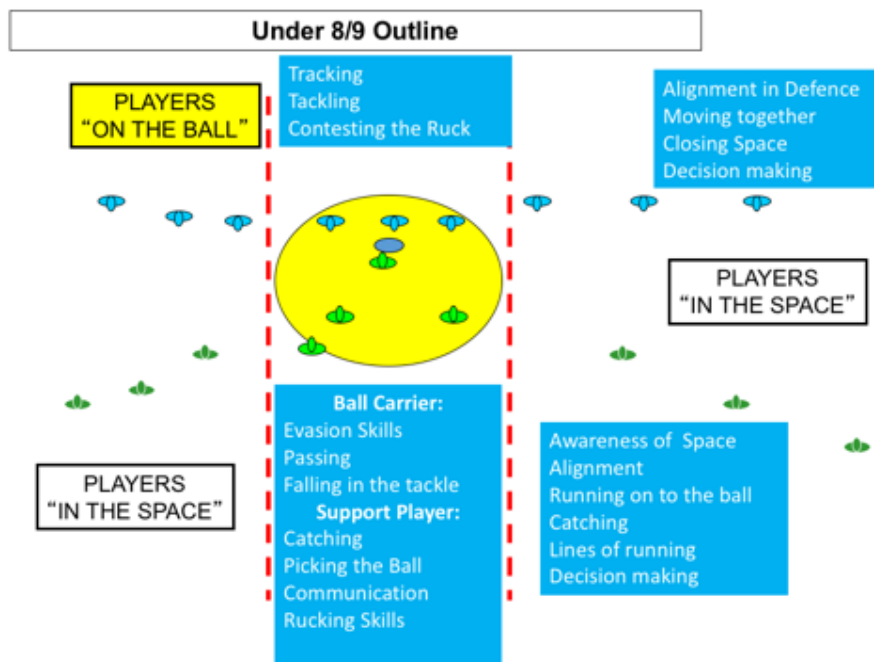 Under 8/9 Outline
PLAYERS
“ON THE BALL”
Tracking
Tackling
Contesting the Ruck
Alignment in Defence
Moving together
Closing Space
Decision making
PLAYERS
“IN THE SPACE”
PLAYERS
“IN THE SPACE”
Ball Carrier:
Evasion Skills
Passing
Falling in the tackle
Support Player:
Catching
Picking the Ball
Communication
Rucking Skills
Awareness of Space
Alignment
Running on to the ball
Catching
Lines of running
Decision making